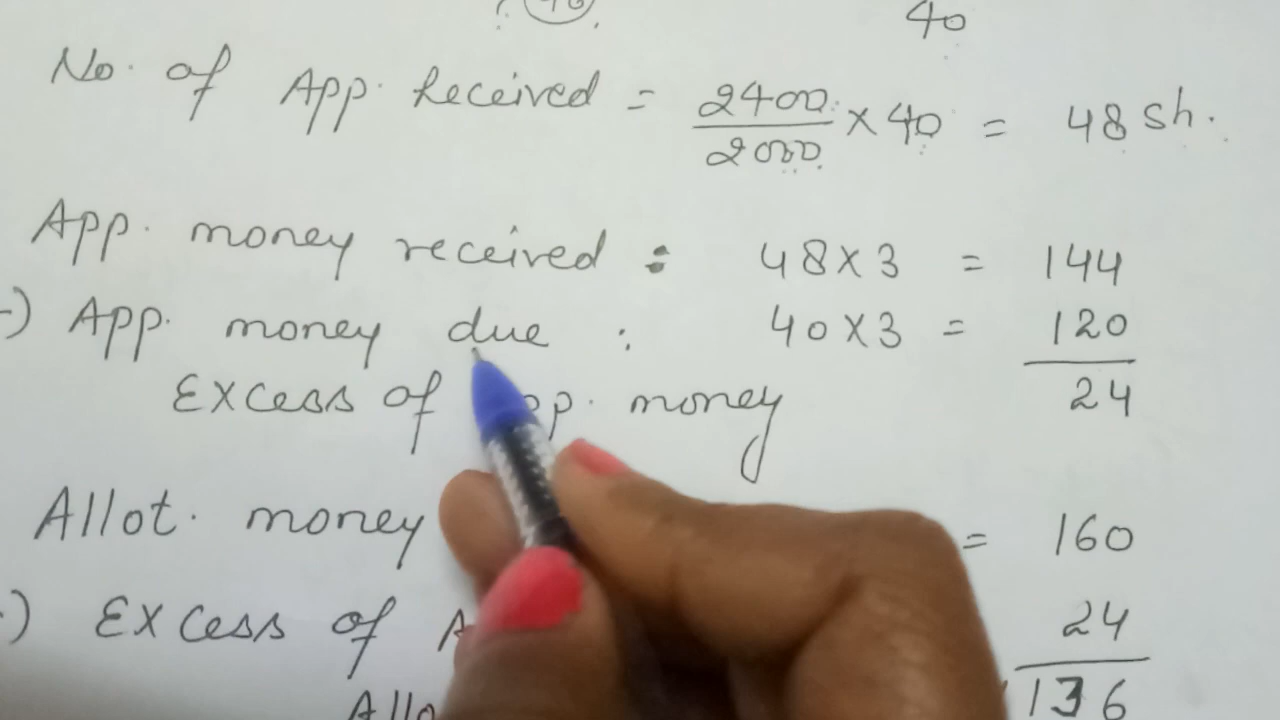 40
No. of App. Received = 2400/2000 × 40 = 48 Sh.
App. money received : 48×3 = 144
-) App. money due : 40×3 = 120
Excess of App. money 24
Allot. money = 160
-) Excess of 24
136